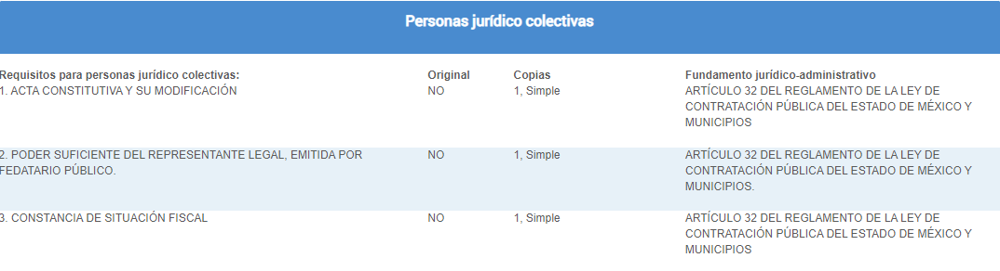 Personas jurídico colectivas
Requisitos para personas jurídico colectivas: Original Copias Fundamento jurídico-administrativo
1. ACTA CONSTITUTIVA Y SU MODIFICACIÓN NO 1, Simple ARTÍCULO 32 DEL REGLAMENTO DE LA LEY DE
CONTRATACIÓN PÚBLICA DEL ESTADO DE MÉXICO Y
MUNICIPIOS
2. PODER SUFICIENTE DEL REPRESENTANTE LEGAL, EMITIDA POR NO 1, Simple ARTÍCULO 32 DEL REGLAMENTO DE LA LEY DE
FEDATARIO PÚBLICO. CONTRATACIÓN PÚBLICA DEL ESTADO DE MÉXICO Y
MUNICIPIOS.
3. CONSTANCIA DE SITUACIÓN FISCAL NO 1, Simple ARTÍCULO 32 DEL REGLAMENTO DE LA LEY DE
CONTRATACIÓN PÚBLICA DEL ESTADO DE MÉXICO Y
MUNICIPIOS